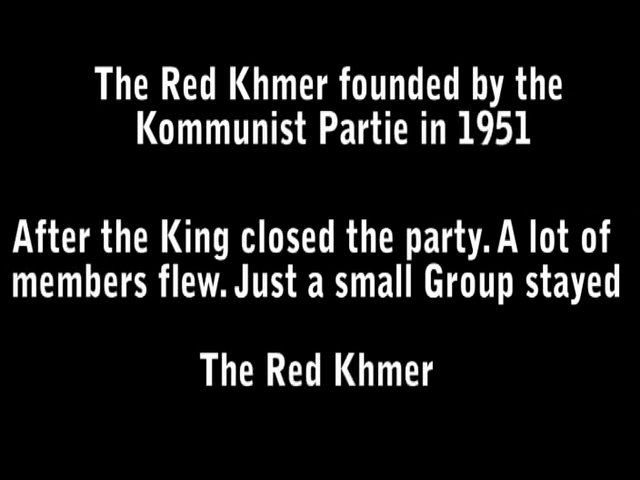 The Red Khmer founded by the
Kommunist Partie in 1951
After the King closed the party. A lot of
members flew. Just a small Group stayed
The Red Khmer